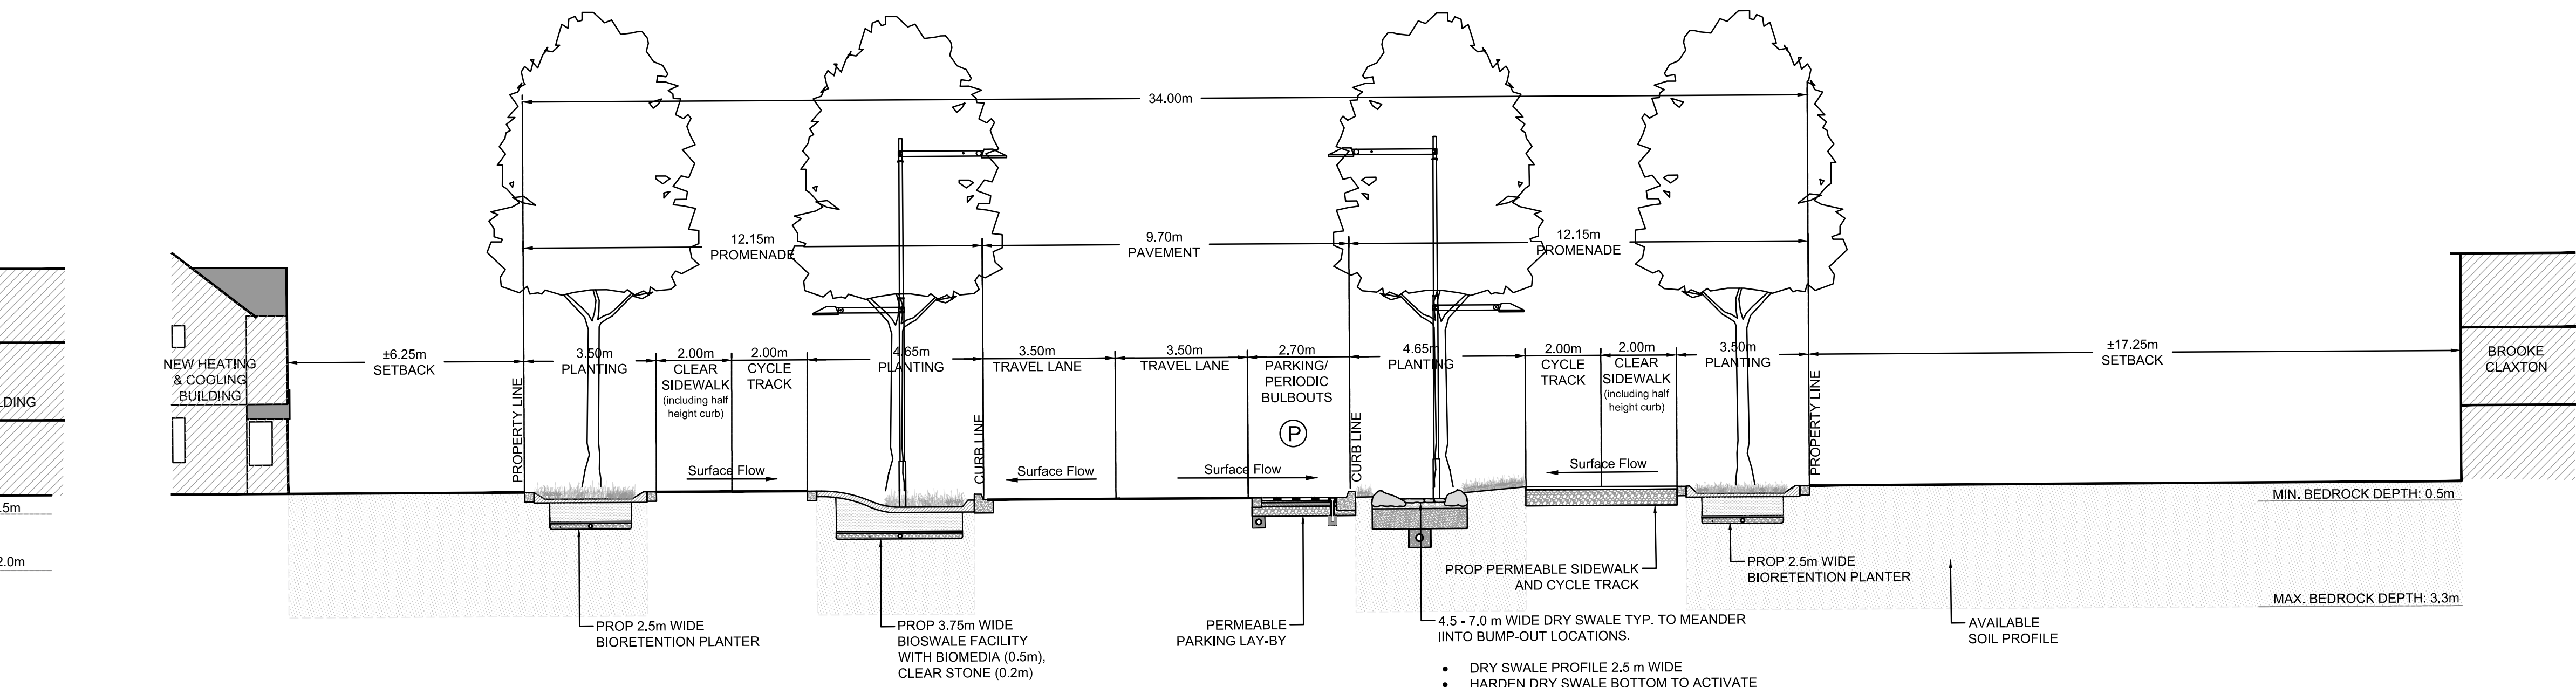 34.00m
12.15m
PROMENADE
9.70m
PAVEMENT
12.15m
PROMENADE
LDING
.5m
2.0m
NEW HEATING
& COOLING
BUILDING
±6.25m
SETBACK
PROPERTY LINE
3.50m
PLANTING
2.00m
CLEAR
SIDEWALK
(including half
height curb)
2.00m
CYCLE
TRACK
4.65m
PLANTING
CURB LINE
3.50m
TRAVEL LANE
3.50m
TRAVEL LANE
2.70m
PARKING/
PERIODIC
BULBOUTS
P
CURB LINE
4.65m
PLANTING
2.00m
CYCLE
TRACK
2.00m
CLEAR
SIDEWALK
(including half
height curb)
3.50m
PLANTING
PROPERTY LINE
±17.25m
SETBACK
BROOKE
CLAXTON
Surface Flow
Surface Flow
Surface Flow
Surface Flow
MIN. BEDROCK DEPTH: 0.5m
MAX. BEDROCK DEPTH: 3.3m
PROP 2.5m WIDE
BIORETENTION PLANTER
PROP 3.75m WIDE
BIOSWALE FACILITY
WITH BIOMEDIA (0.5m),
CLEAR STONE (0.2m)
PERMEABLE
PARKING LAY-BY
PROP PERMEABLE SIDEWALK
AND CYCLE TRACK
4.5 - 7.0 m WIDE DRY SWALE TYP. TO MEANDER
IINTO BUMP-OUT LOCATIONS.
• DRY SWALE PROFILE 2.5 m WIDE
• HARDEN DRY SWALE BOTTOM TO ACTIVATE
PROP 2.5m WIDE
BIORETENTION PLANTER
AVAILABLE
SOIL PROFILE